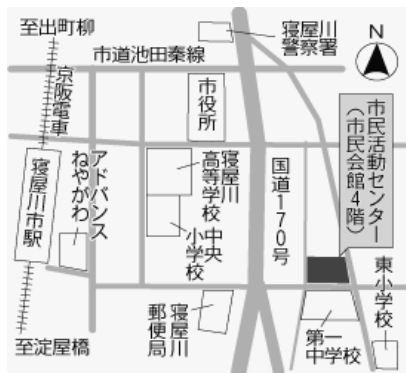 至出町柳
京阪電車
寝屋川市駅
至淀屋橋
市道池田秦線
アドバンス
ねやがわ
市役所
寝屋川
警察署
寝屋川
高等学校
中央
小学校
寝屋川
郵便局
国道170号
N
市民活動センター
(市民会館4階)
第一
中学校
東小学校